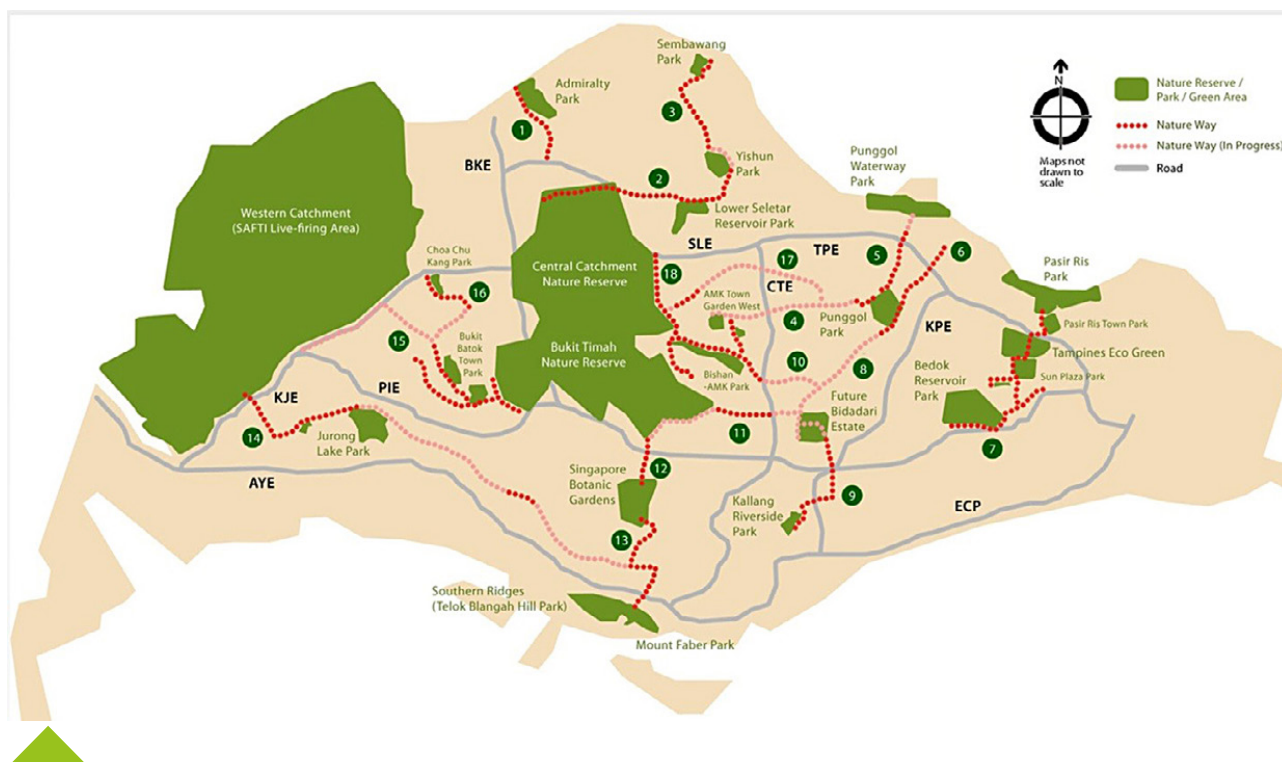 Sembawang
Park
Admiralty
Park
3
1
BKE
2
Yishun
Park
Punggol
Waterway
Park
Lower Seletar
Reservoir Park
N
Maps not
drawn to
scale
Nature Reserve /
Park / Green Area
Nature Way
Nature Way (In Progress)
Road
Western Catchment
(SAFTI Live-firing Area)
Choa Chu
Kang Park
16
Central Catchment
Nature Reserve
SLE
18
17
TPE
CTE
5
6
Pasir Ris
Park
AMK Town
Garden West
4
Punggol
Park
KPE
Pasir Ris Town Park
Tampines Eco Green
Sun Plaza Park
15
Bukit
Batok
Town
Park
Bukit Timah
Nature Reserve
Bishan
-AMK Park
10
8
Bedok
Reservoir
Park
KJE
PIE
Future
Bidadari
Estate
14
Jurong
Lake Park
11
7
AYE
Singapore
Botanic
Gardens
12
Kallang
Riverside
Park
9
ECP
13
Southern Ridges
(Telok Blangah Hill Park)
Mount Faber Park